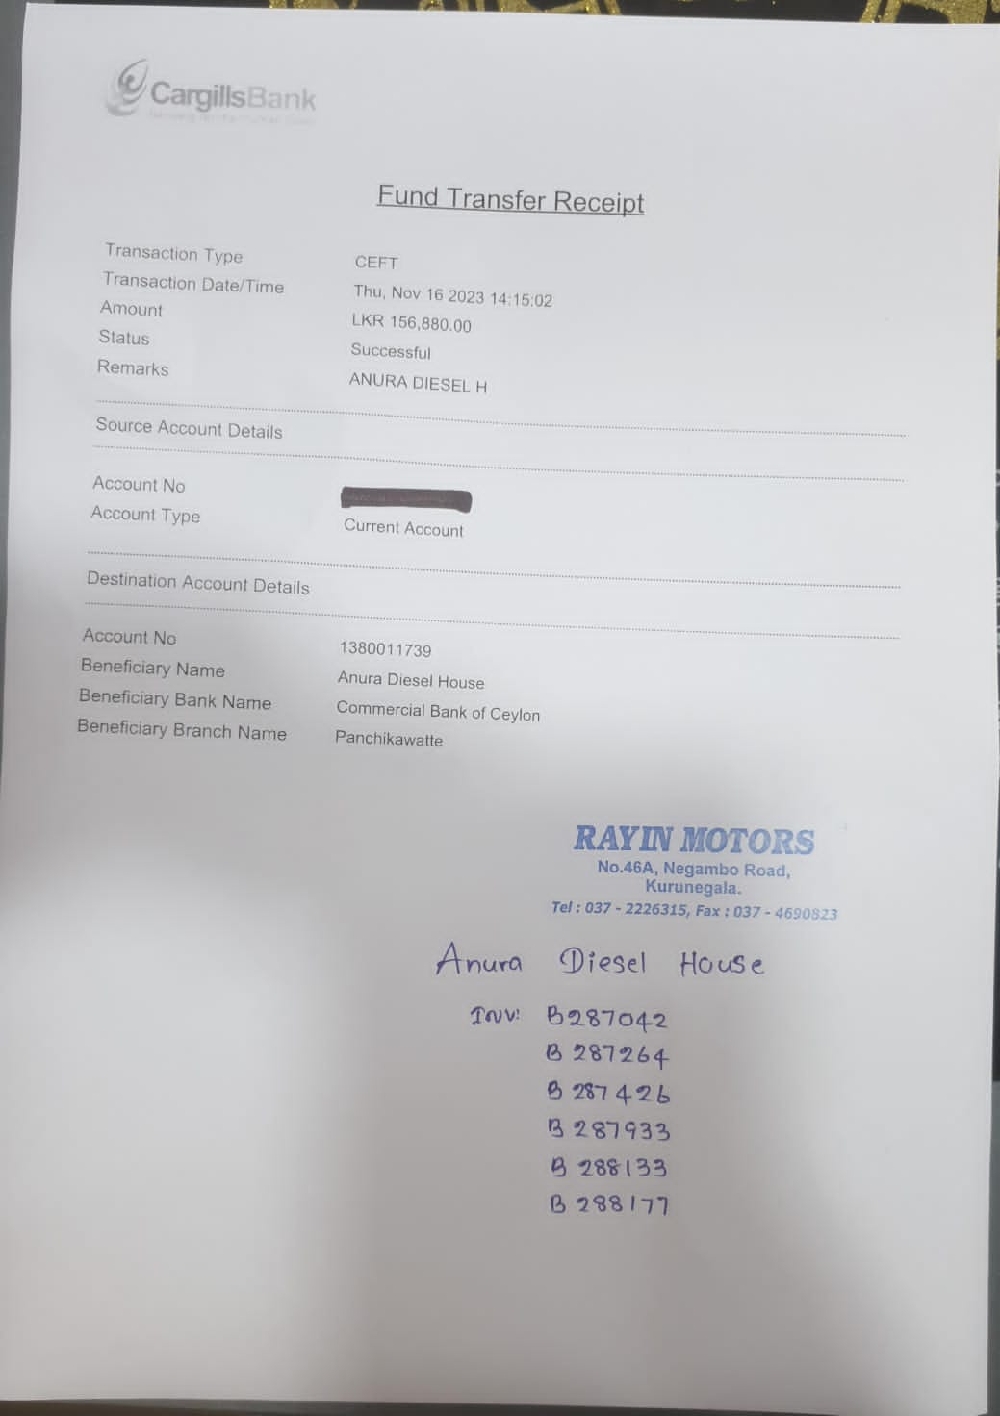 CargillsBank
Fund Transfer Receipt
Transaction Type CEFT
Transaction Date/Time Thu, Nov 16 2023 14:15:02
Amount LKR 156,880.00
Status Successful
Remarks ANURA DIESEL H
Source Account Details
Account No
Account Type Current Account
Destination Account Details
Account No 1380011739
Beneficiary Name Anura Diesel House
Beneficiary Bank Name Commercial Bank of Ceylon
Beneficiary Branch Name Panchikawatte
RAYIN MOTORS
No.46A, Negambo Road,
Kurunegala.
Tel : 037 - 2226315, Fax : 037 - 4690823
Anura Diesel House
Inv: B287042
B 287264
B 287426
B 287933
B 288133
B 288177